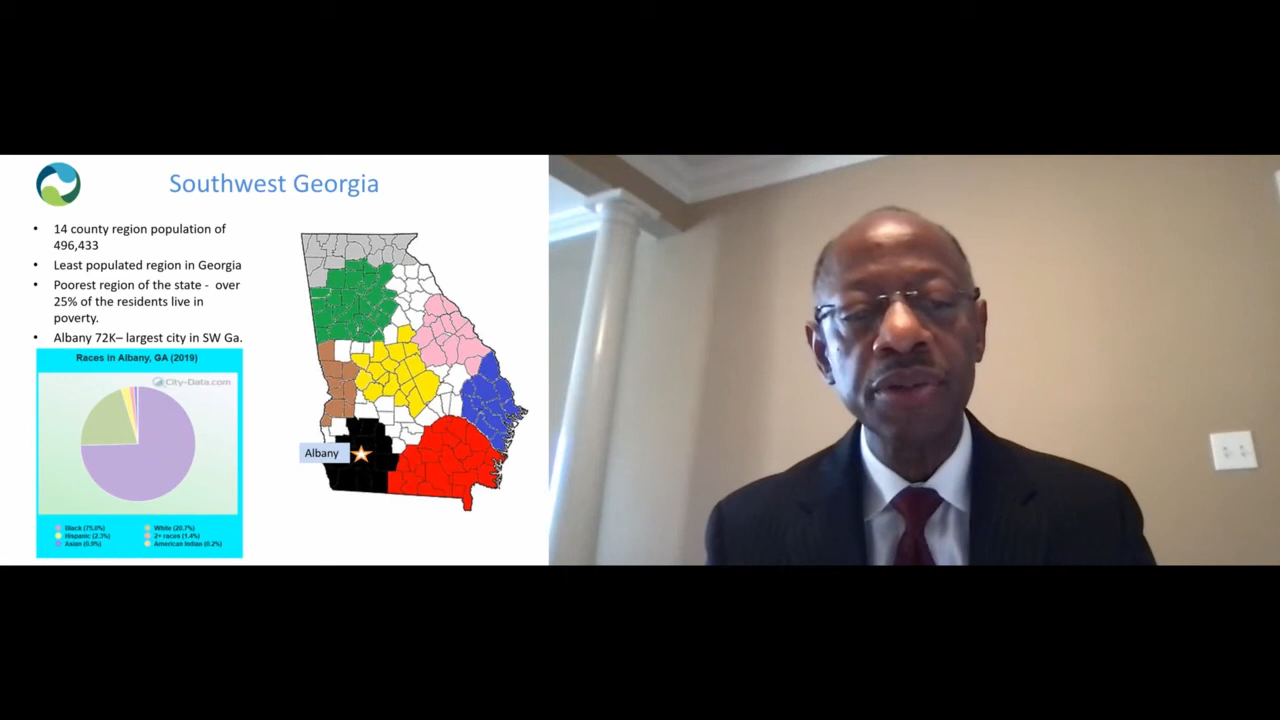 Southwest Georgia
• 14 county region population of
496,433
• Least populated region in Georgia
• Poorest region of the state - over
25% of the residents live in
poverty.
• Albany 72K– largest city in SW Ga.
Races in Albany, GA (2019)
City-Data.com
Black (75.0%) White (20.7%)
Hispanic (2.3%) 2+ races (1.4%)
Asian (0.9%) American Indian (0.2%)
Albany